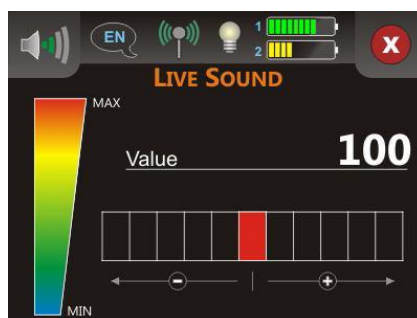 EN
1
2
X
LIVE SOUND
MAX
Value 100
- +
MIN